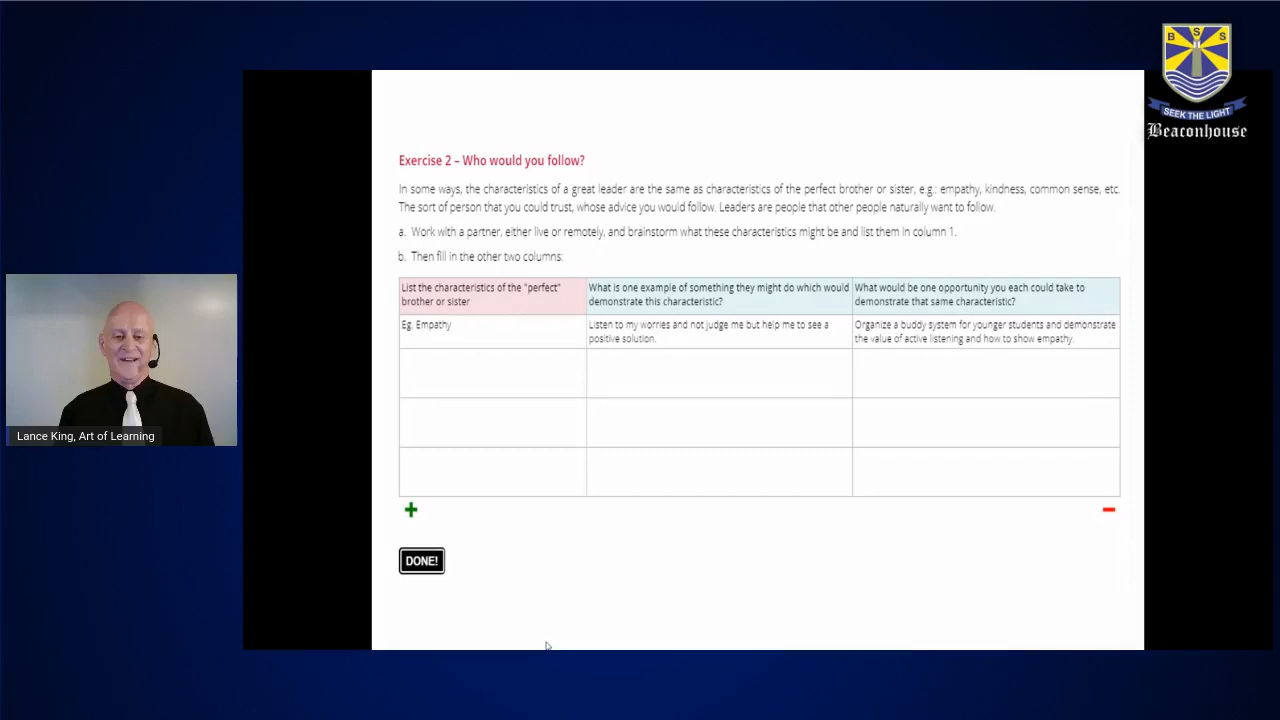 B S S
SEEK THE LIGHT
Beaconhouse
Exercise 2 – Who would you follow?
In some ways, the characteristics of a great leader are the same as characteristics of the perfect brother or sister, e.g.: empathy, kindness, common sense, etc.
The sort of person that you could trust, whose advice you would follow. Leaders are people that other people naturally want to follow.
a. Work with a partner, either live or remotely, and brainstorm what these characteristics might be and list them in column 1.
b. Then fill in the other two columns:
List the characteristics of the "perfect"
brother or sister
What is one example of something they might do which would
demonstrate this characteristic?
What would be one opportunity you each could take to
demonstrate that same characteristic?
Eg. Empathy
Listen to my worries and not judge me but help me to see a
positive solution.
Organize a buddy system for younger students and demonstrate
the value of active listening and how to show empathy.
DONE!
Lance King, Art of Learning